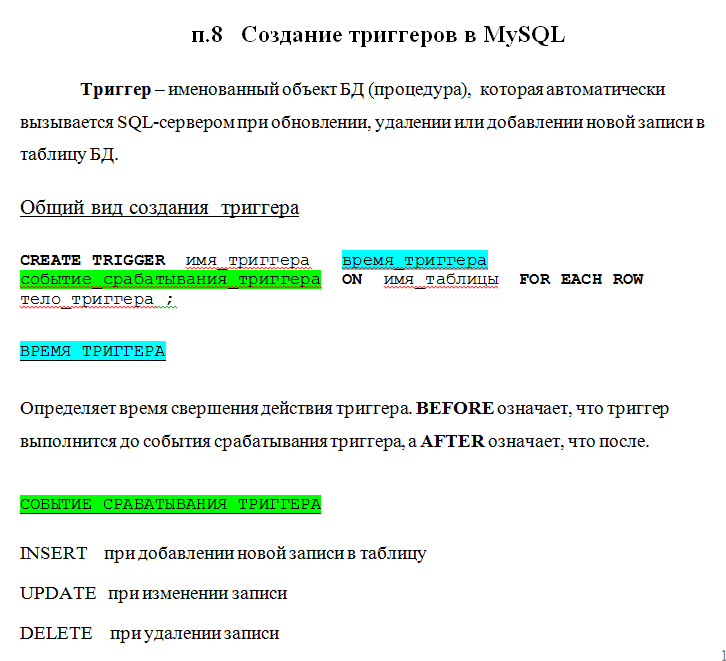 п.8 Создание триггеров в MySQL
Триггер – именованный объект БД (процедура), которая автоматически
вызывается SQL-сервером при обновлении, удалении или добавлении новой записи в
таблицу БД.
Общий вид создания триггера
CREATE TRIGGER имя_триггера время_триггера
событие_срабатывания_триггера ON имя_таблицы FOR EACH ROW
тело_триггера ;
ВРЕМЯ ТРИГГЕРА
Определяет время свершения действия триггера. BEFORE означает, что триггер
выполнится до события срабатывания триггера, а AFTER означает, что после.
СОБЫТИЕ СРАБАТЫВАНИЯ ТРИГГЕРА
INSERT при добавлении новой записи в таблицу
UPDATE при изменении записи
DELETE при удалении записи
1